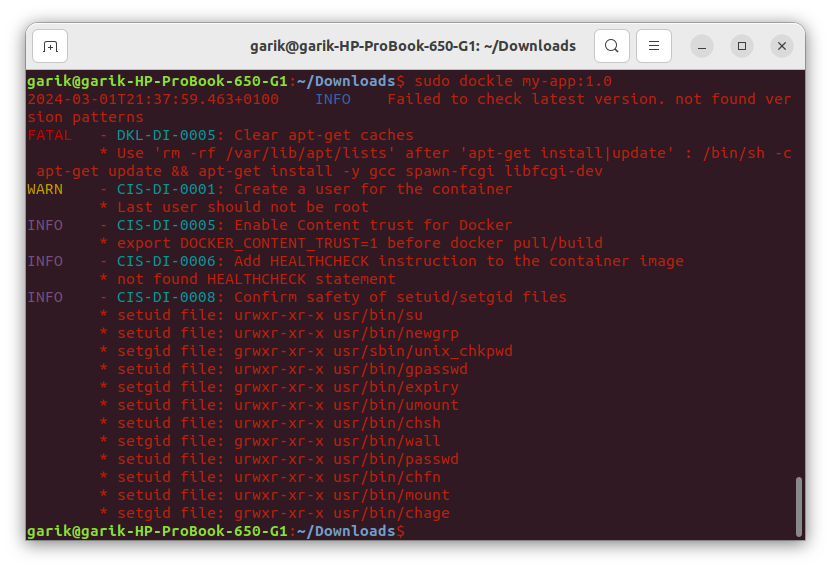 garik@garik-HP-ProBook-650-G1: ~/Downloads
garik@garik-HP-ProBook-650-G1:~/Downloads$ sudo dockle my-app:1.0
2024-03-01T21:37:59.463+0100    INFO    Failed to check latest version. not found ver
sion patterns
FATAL   - DKL-DI-0005: Clear apt-get caches
        * Use 'rm -rf /var/lib/apt/lists' after 'apt-get install|update' : /bin/sh -c
 apt-get update && apt-get install -y gcc spawn-fcgi libfcgi-dev
WARN    - CIS-DI-0001: Create a user for the container
        * Last user should not be root
INFO    - CIS-DI-0005: Enable Content trust for Docker
        * export DOCKER_CONTENT_TRUST=1 before docker pull/build
INFO    - CIS-DI-0006: Add HEALTHCHECK instruction to the container image
        * not found HEALTHCHECK statement
INFO    - CIS-DI-0008: Confirm safety of setuid/setgid files
        * setuid file: urwxr-xr-x usr/bin/su
        * setuid file: urwxr-xr-x usr/bin/newgrp
        * setgid file: grwxr-xr-x usr/sbin/unix_chkpwd
        * setuid file: urwxr-xr-x usr/bin/gpasswd
        * setgid file: grwxr-xr-x usr/bin/expiry
        * setuid file: urwxr-xr-x usr/bin/umount
        * setuid file: urwxr-xr-x usr/bin/chsh
        * setgid file: grwxr-xr-x usr/bin/wall
        * setuid file: urwxr-xr-x usr/bin/passwd
        * setuid file: urwxr-xr-x usr/bin/chfn
        * setuid file: urwxr-xr-x usr/bin/mount
        * setgid file: grwxr-xr-x usr/bin/chage
garik@garik-HP-ProBook-650-G1:~/Downloads$